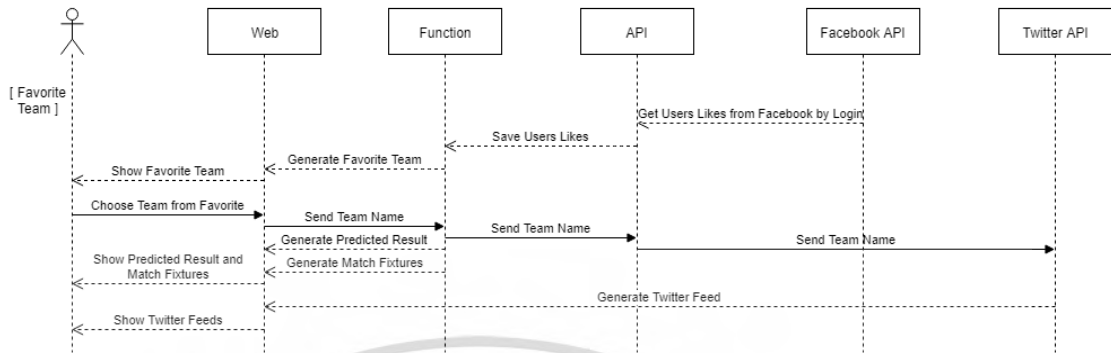 Web
Function
API
Facebook API
Twitter API
[ Favorite
Team ]
Get Users Likes from Facebook by Login
Save Users Likes
Generate Favorite Team
Show Favorite Team
Choose Team from Favorite
Send Team Name
Send Team Name
Send Team Name
Generate Predicted Result
Generate Match Fixtures
Show Predicted Result and
Match Fixtures
Generate Twitter Feed
Show Twitter Feeds